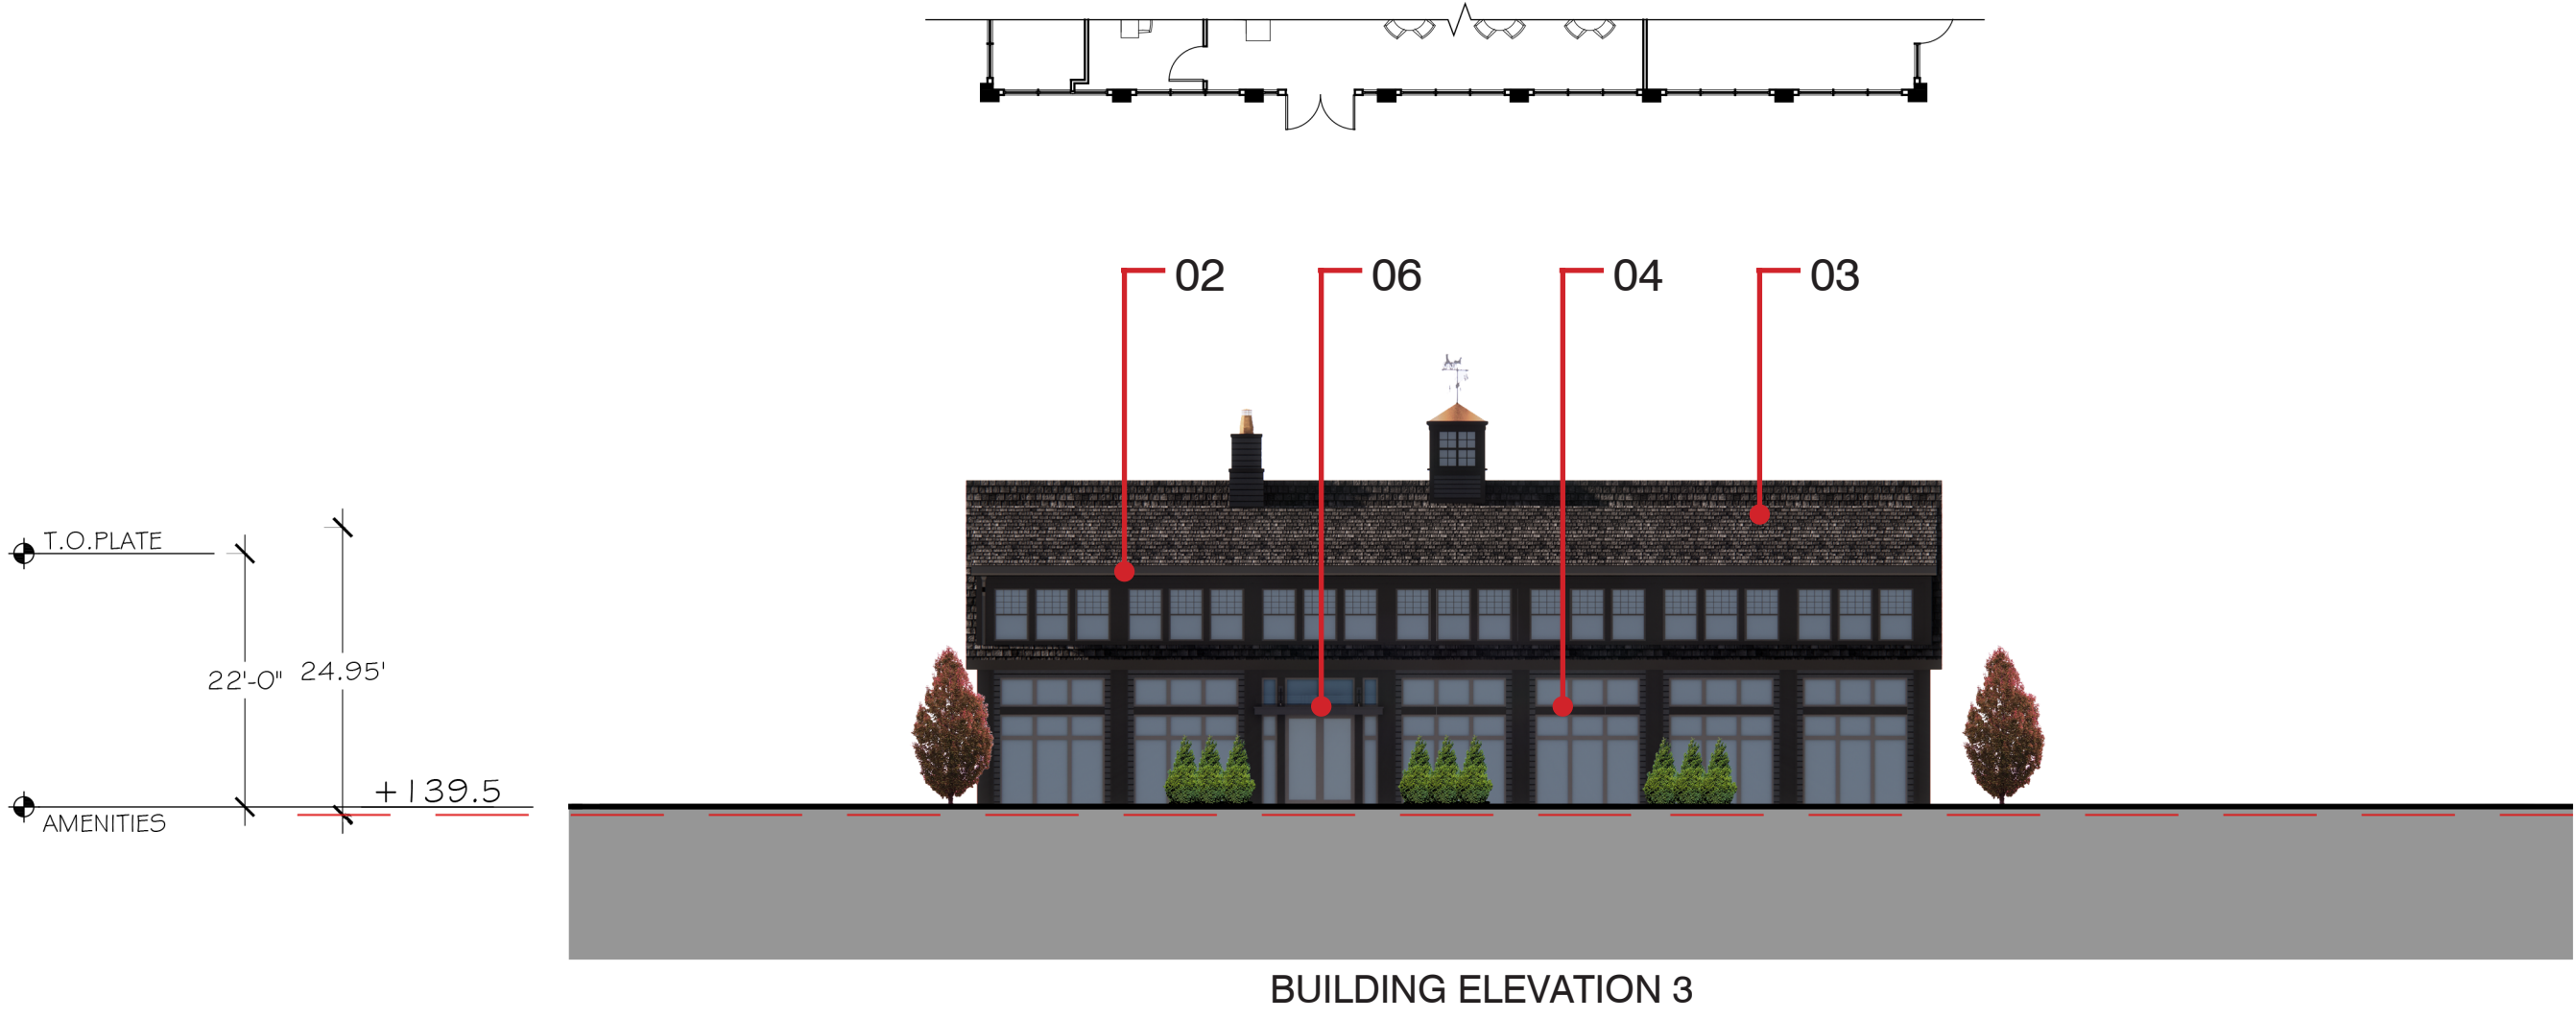 02
06
04
03
T.O.PLATE
22'-0"
24.95'
+139.5
AMENITIES
BUILDING ELEVATION 3